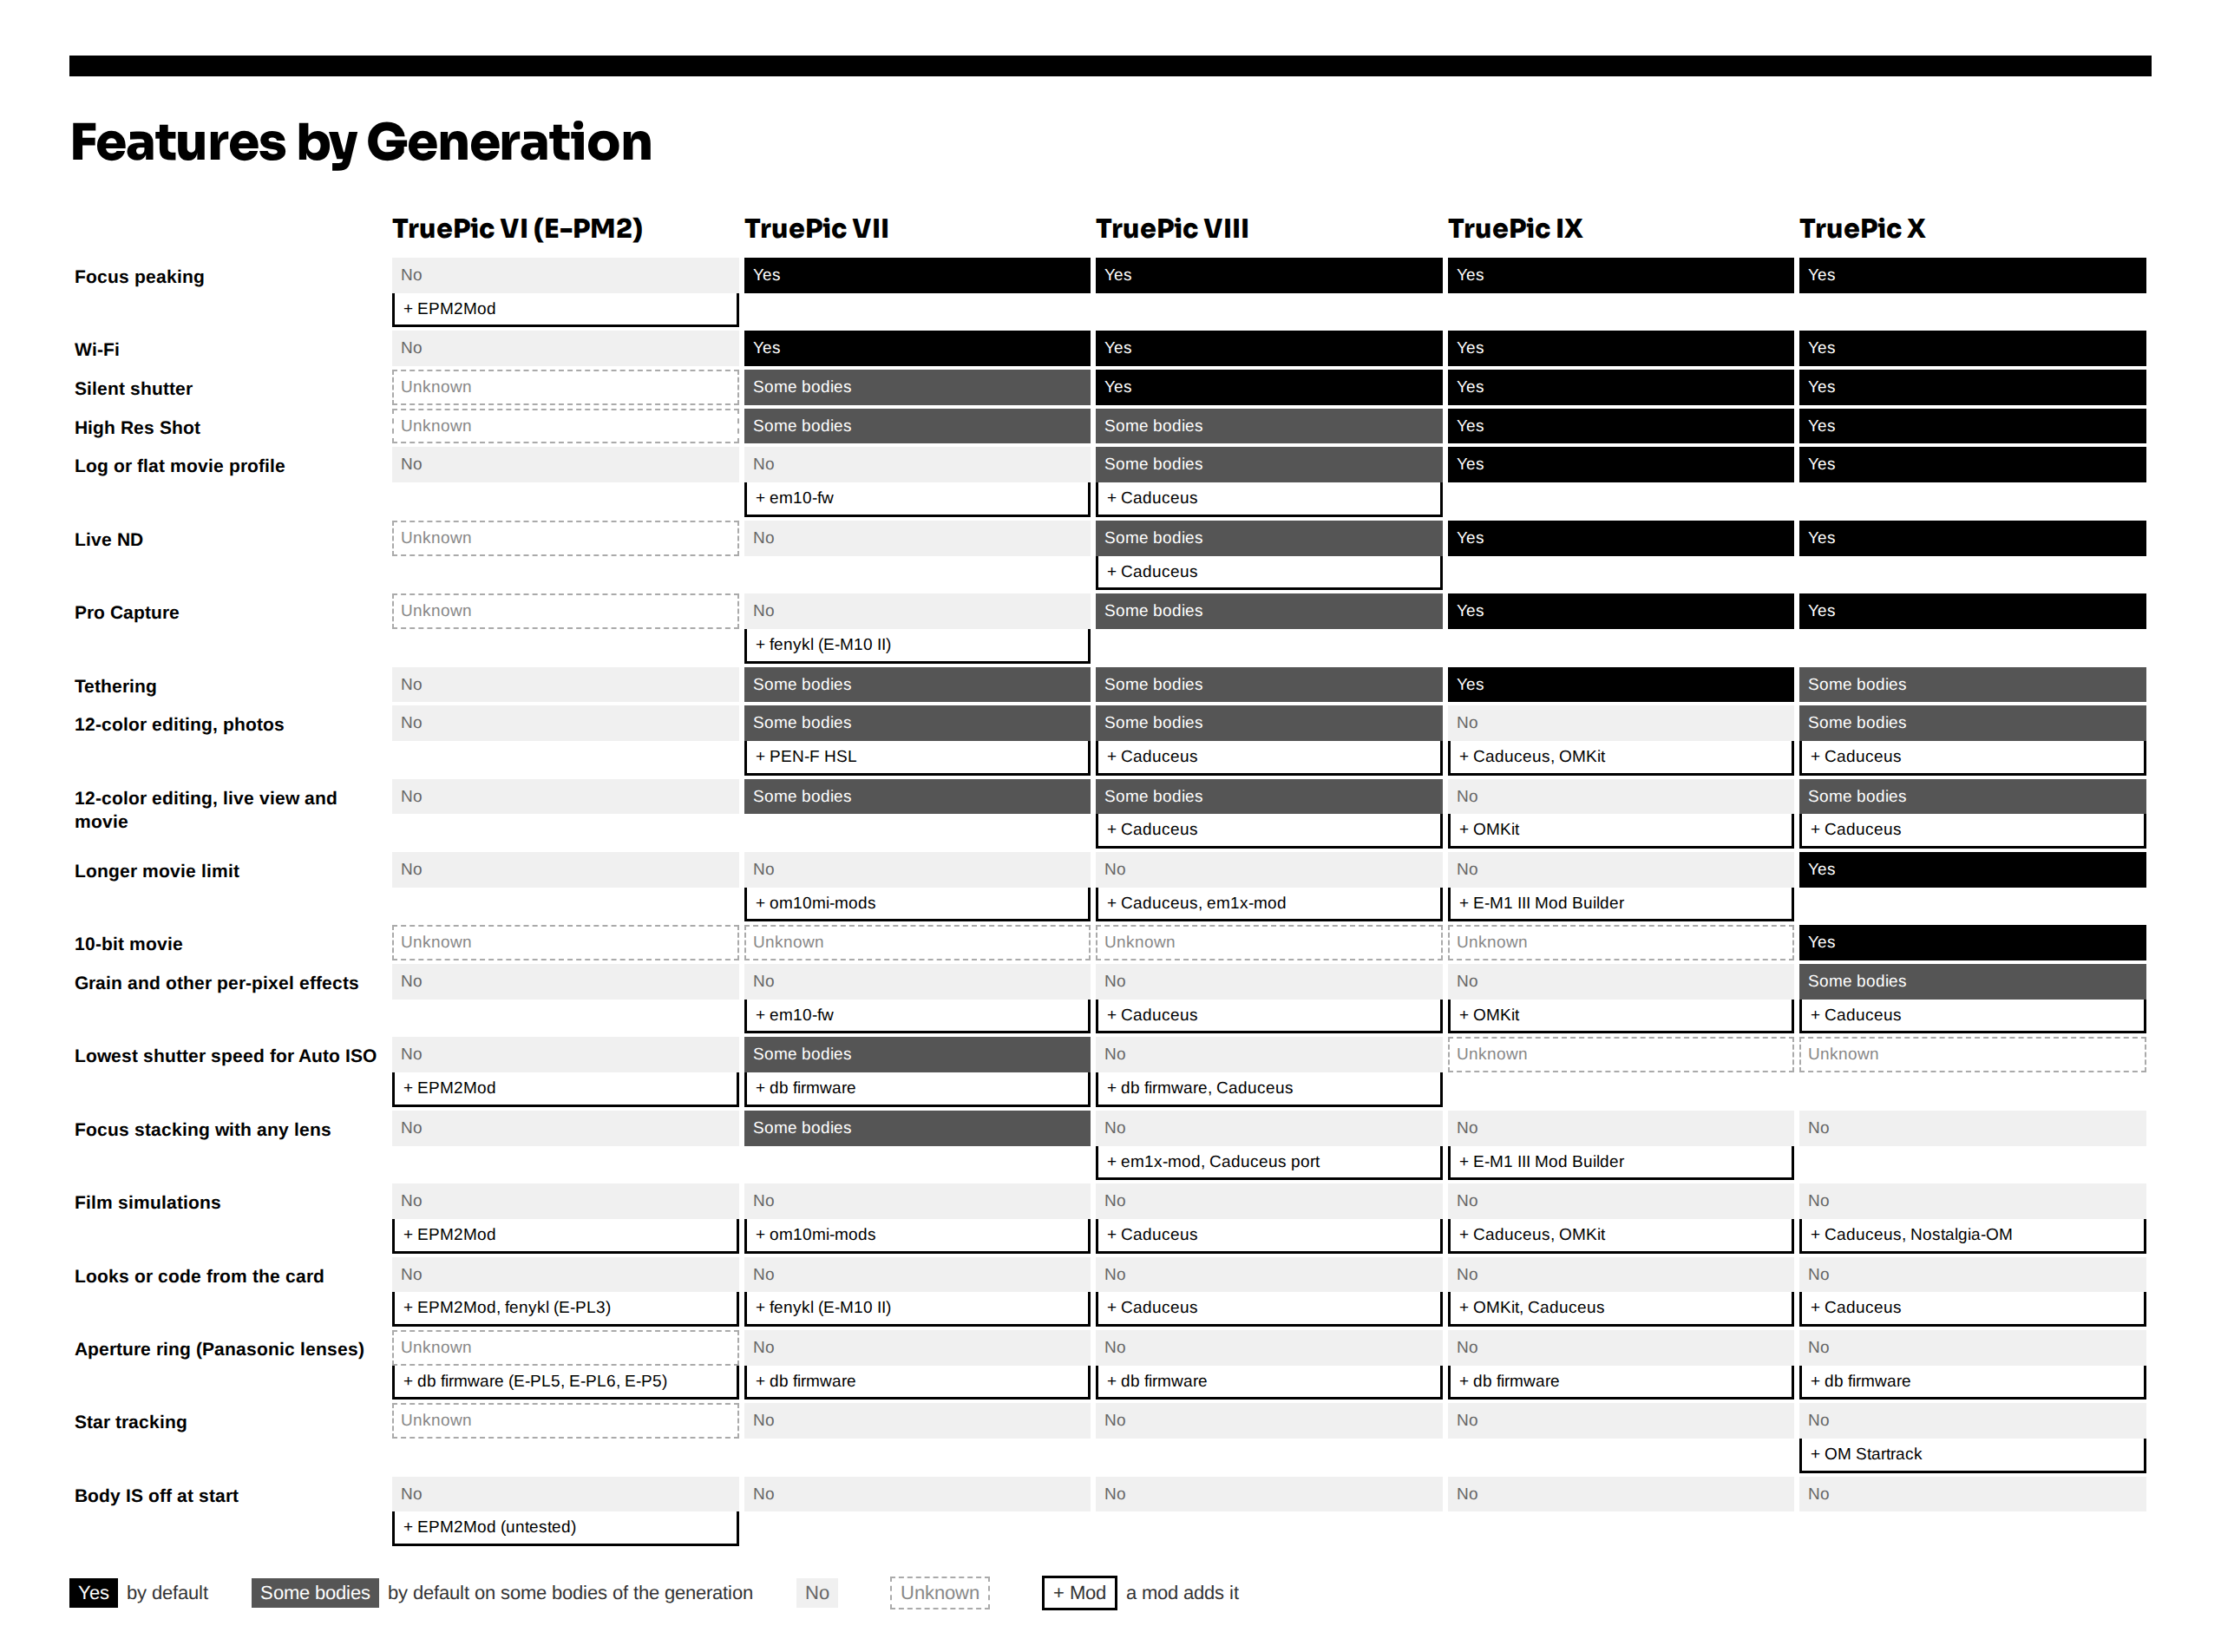 Features by Generation
TruePic VI (E-PM2) TruePic VII TruePic VIII TruePic IX TruePic X
Focus peaking No Yes Yes Yes Yes
+ EPM2Mod
Wi-Fi No Yes Yes Yes Yes
Silent shutter Unknown Some bodies Yes Yes Yes
High Res Shot Unknown Some bodies Some bodies Yes Yes
Log or flat movie profile No No Some bodies Yes Yes
+ em10-fw + Caduceus
Live ND Unknown No Some bodies Yes Yes
+ Caduceus
Pro Capture Unknown No Some bodies Yes Yes
+ fenykl (E-M10 II)
Tethering No Some bodies Some bodies Yes Some bodies
12-color editing, photos No Some bodies Some bodies No Some bodies
+ PEN-F HSL + Caduceus + Caduceus, OMKit + Caduceus
12-color editing, live view and No Some bodies Some bodies No Some bodies
movie + Caduceus + OMKit + Caduceus
Longer movie limit No No No No Yes
+ om10mi-mods + Caduceus, em1x-mod + E-M1 III Mod Builder
10-bit movie Unknown Unknown Unknown Unknown Yes
Grain and other per-pixel effects No No No No Some bodies
+ em10-fw + Caduceus + OMKit + Caduceus
Lowest shutter speed for Auto ISO No Some bodies No Unknown Unknown
+ EPM2Mod + db firmware + db firmware, Caduceus
Focus stacking with any lens No Some bodies No No No
+ em1x-mod, Caduceus port + E-M1 III Mod Builder
Film simulations No No No No No
+ EPM2Mod + om10mi-mods + Caduceus + Caduceus, OMKit + Caduceus, Nostalgia-OM
Looks or code from the card No No No No No
+ EPM2Mod, fenykl (E-PL3) + fenykl (E-M10 II) + Caduceus + OMKit, Caduceus + Caduceus
Aperture ring (Panasonic lenses) Unknown No No No No
+ db firmware (E-PL5, E-PL6, E-P5) + db firmware + db firmware + db firmware + db firmware
Star tracking Unknown No No No No
+ OM Startrack
Body IS off at start No No No No No
+ EPM2Mod (untested)
Yes by default Some bodies by default on some bodies of the generation No Unknown + Mod a mod adds it